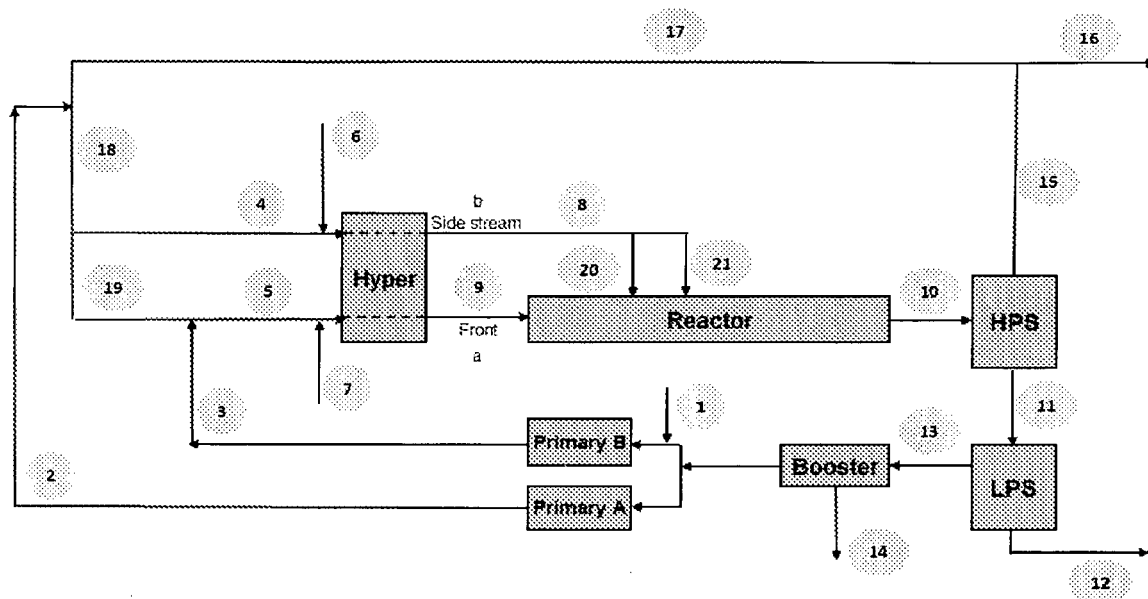 17
16
18
6
15
4
b
8
Side stream
Hyper
20
21
19
5
9
10
Reactor
HPS
Front
a
7
3
1
11
Primary B
13
2
Booster
Primary A
LPS
14
12